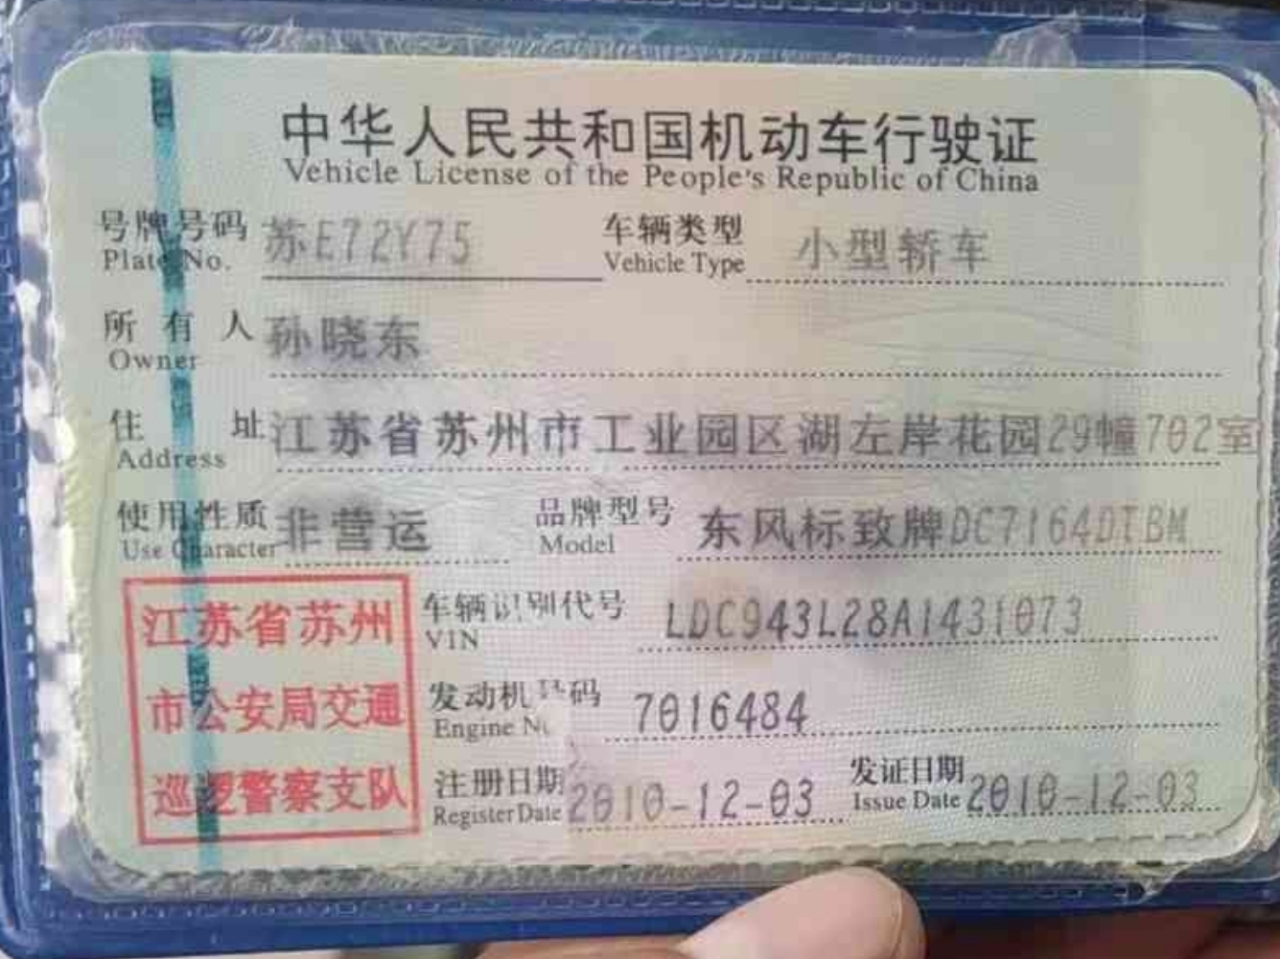 中华人民共和国机动车行驶证
Vehicle License of the People's Republic of China
号牌号码 苏E72Y75 车辆类型 小型轿车
Plate No. Vehicle Type
所有人 孙晓东
Owner
住址 江苏省苏州市工业园区湖左岸花园29幢702室
Address
使用性质 非营运 品牌型号 东风标致牌DC7164DTBM
Use Character Model
江苏省苏州
市公安局交通
巡逻警察支队
车辆识别代号 LDC943L28A1431073
VIN
发动机号码 7016484
Engine No.
注册日期 2010-12-03 发证日期 2010-12-03
Register Date Issue Date